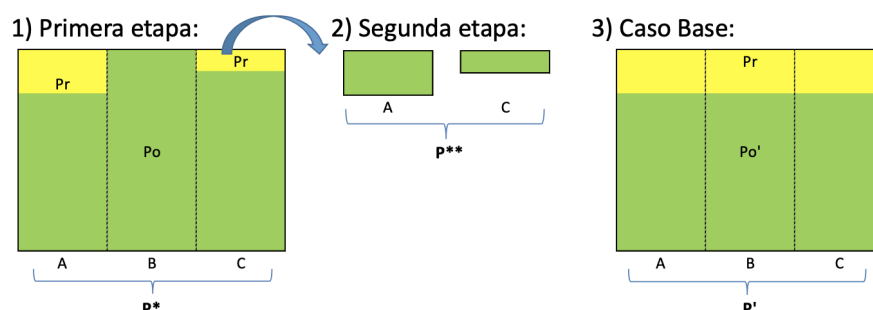 1) Primera etapa:
Pr
Pr
Po
A
B
C
P*
2) Segunda etapa:
A
C
P**
3) Caso Base:
Pr
Po'
A
B
C
P'